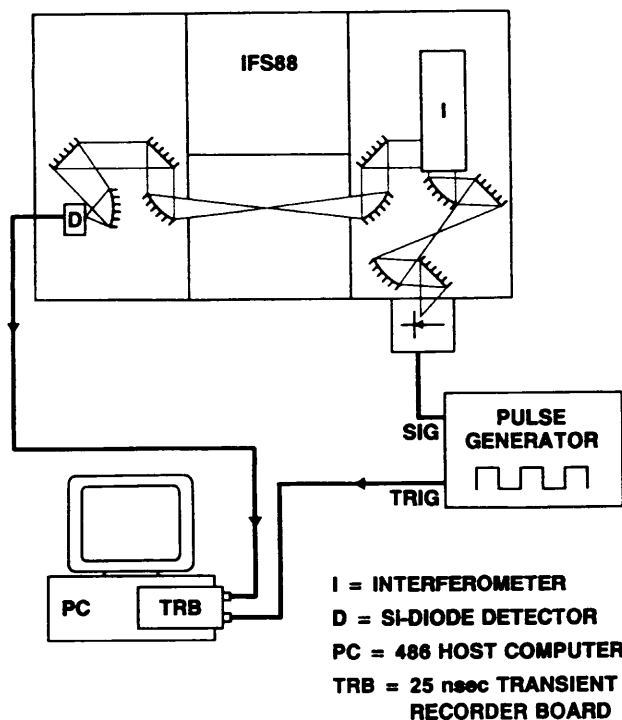 IFS88
I
D
SIG
PULSE
GENERATOR
TRIG
PC
TRB
I = INTERFEROMETER
D = Si-DIODE DETECTOR
PC = 486 HOST COMPUTER
TRB = 25 nsec TRANSIENT
RECORDER BOARD